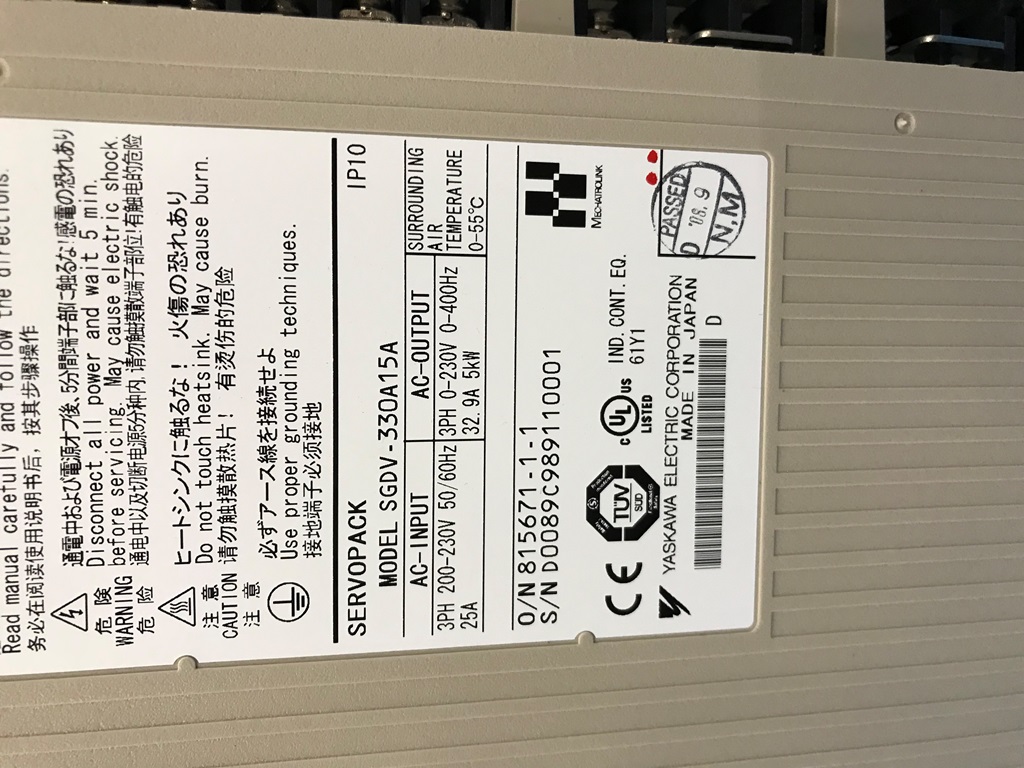 Read manual carefully and follow the directions.
务必在阅读使用说明书后, 按其步骤操作
危 険
WARNING
危 险
通電中および電源オフ後、5分間端子部に触るな!感電の恐れあり
Disconnect all power and wait 5 min.
before servicing. May cause electric shock.
通电中以及切断电源5分种内,请勿触摸散端子部位!有触电的危险
注 意
CAUTION
注 意
ヒートシンクに触るな! 火傷の恐れあり
Do not touch heatsink. May cause burn.
请勿触摸散热片! 有烫伤的危险
必ずアース線を接続せよ
Use proper grounding techniques.
接地端子必须接地
SERVOPACK IP10
MODEL SGDV-330A15A
AC-INPUT AC-OUTPUT SURROUNDING AIR TEMPERATURE
3PH 200-230V 50/60Hz 3PH 0-230V 0-400Hz 0-55℃
25A 32.9A 5kW
O/N 815671-1-1
S/N D0089C989110001
MECHATROLINK
CE TÜV SÜD c UL US LISTED IND. CONT. EQ.
61Y1
YASKAWA ELECTRIC CORPORATION
MADE IN JAPAN
D
PASSED
D '08. 9
N,M